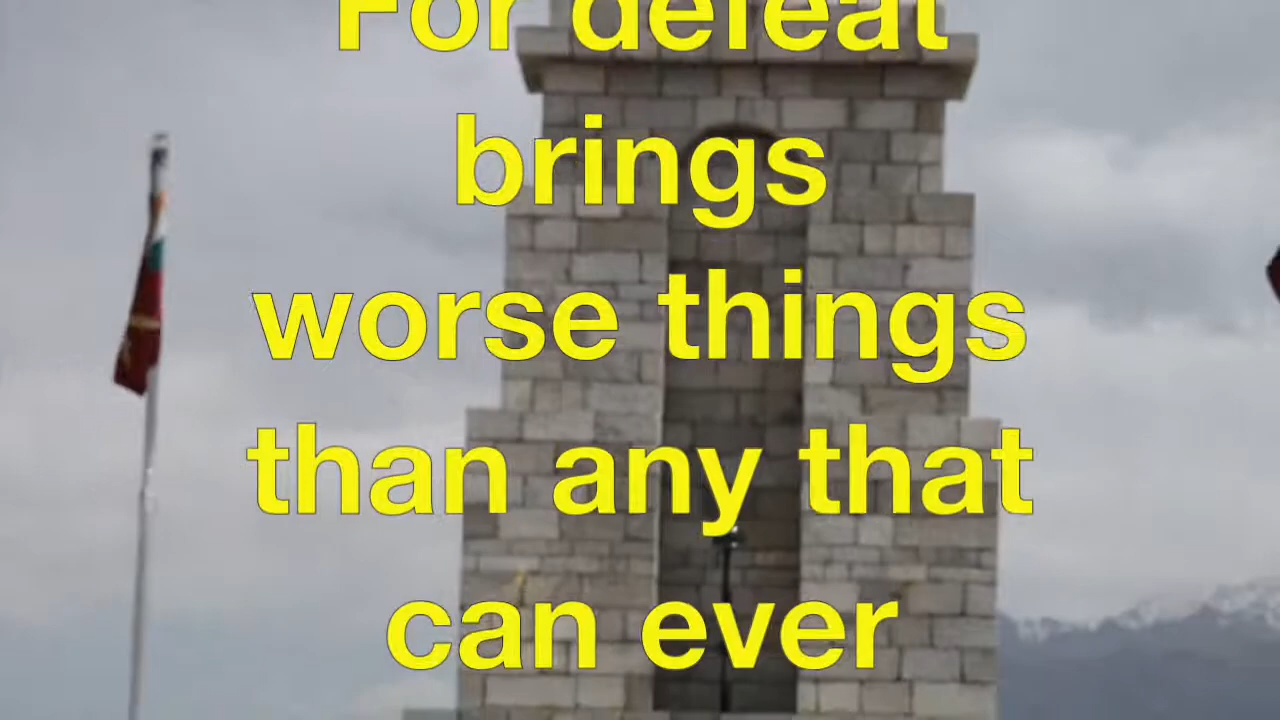 For defeat
brings
worse things
than any that
can ever